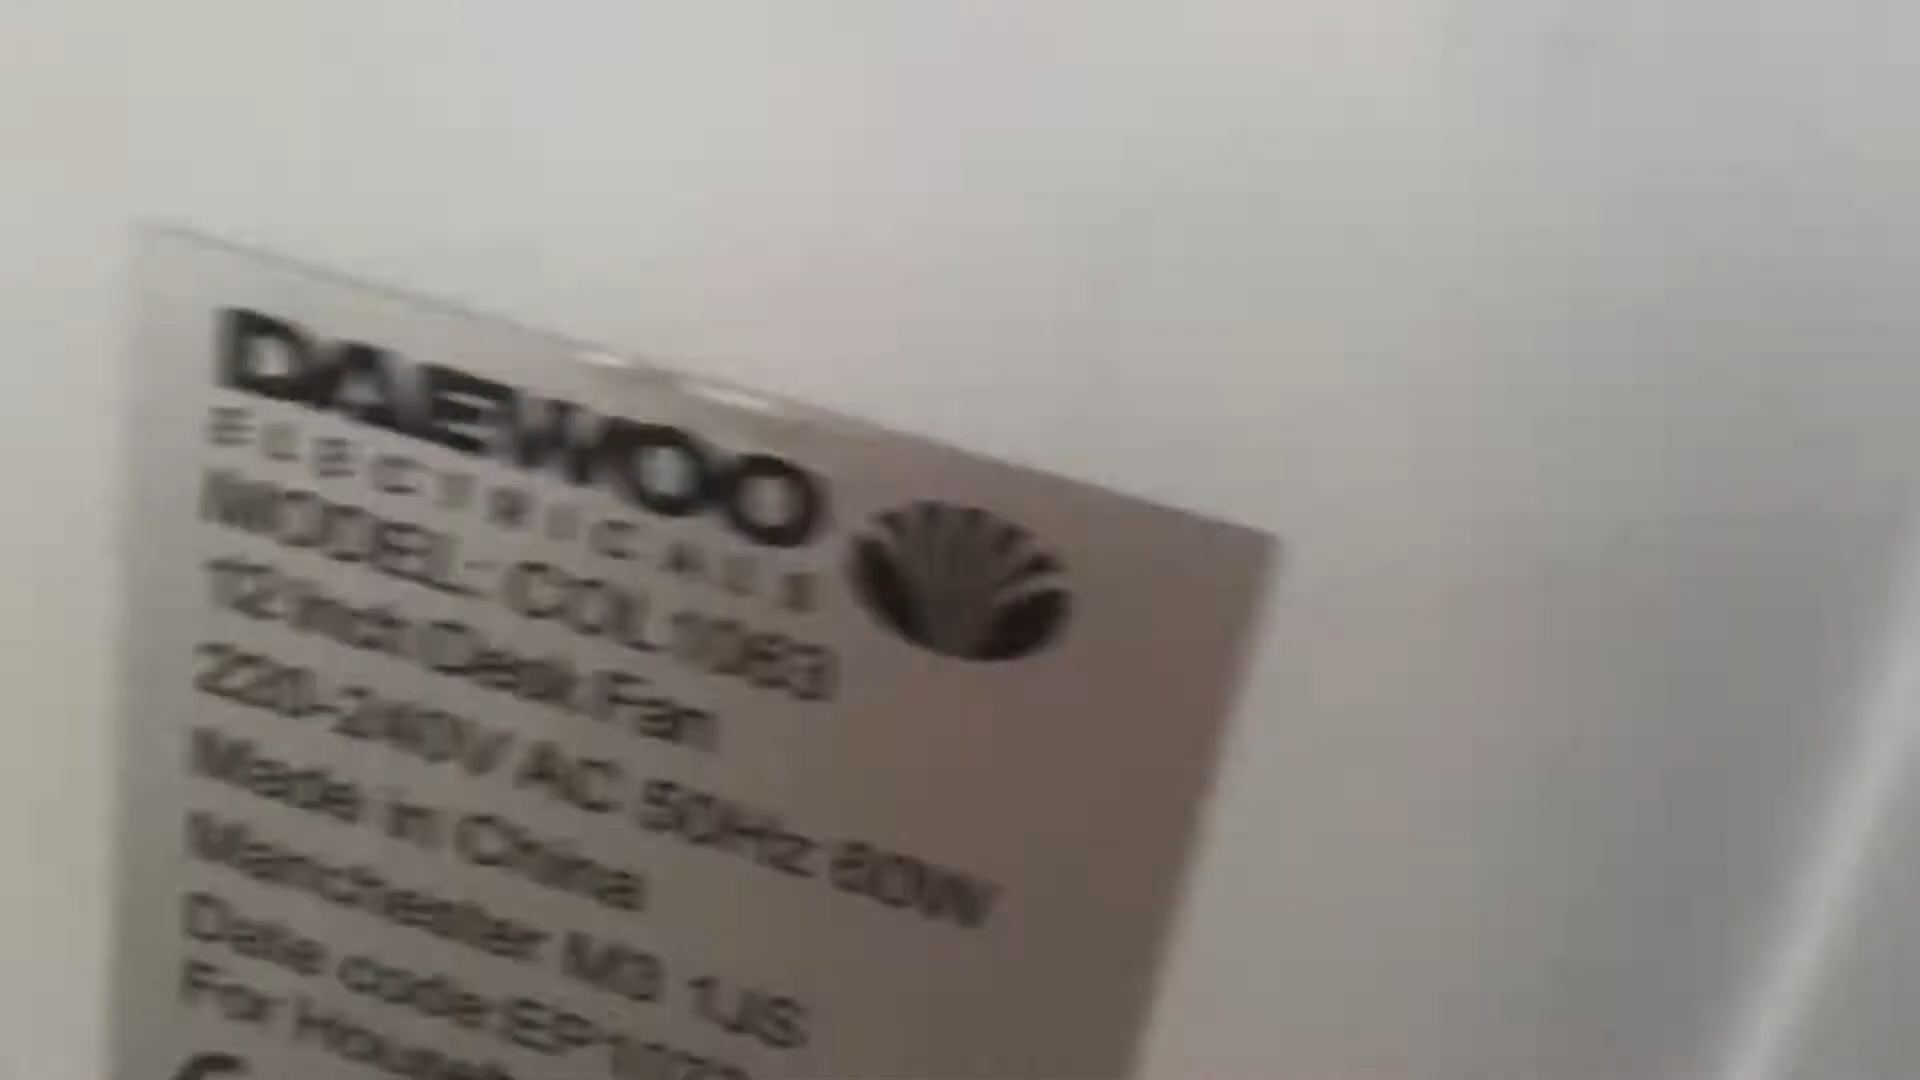 DAEWOO
ELECTRICALS
MODEL- COL1063
12 inch Desk Fan
220-240V AC 50Hz
Made in China
Manchester M3 1JS
Date code
For